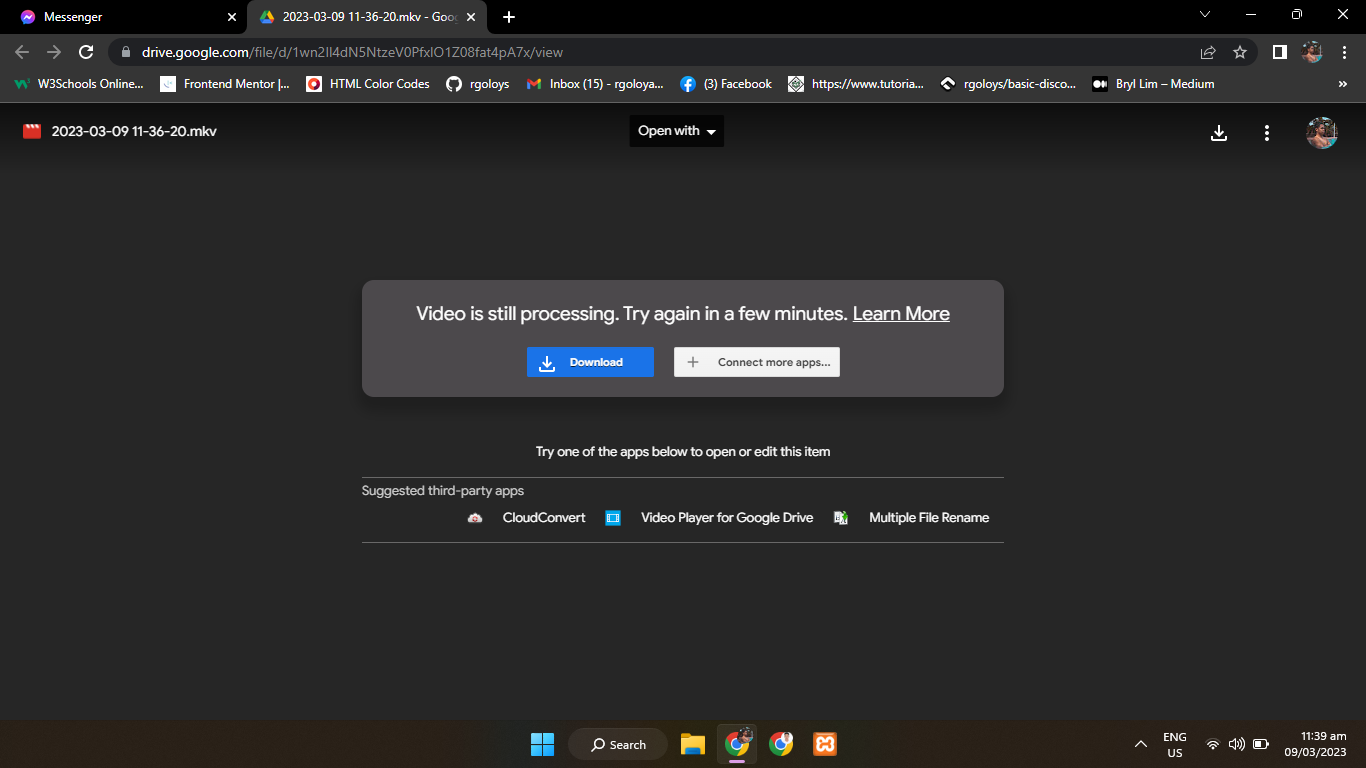 Messenger
2023-03-09 11-36-20.mkv - Goo
drive.google.com/file/d/1wn2Il4dN5NtzeV0PfxlO1Z08fat4pA7x/view
W3Schools Online...
Frontend Mentor |...
HTML Color Codes
rgoloys
Inbox (15) - rgoloya...
(3) Facebook
https://www.tutoria...
rgoloys/basic-disco...
Bryl Lim – Medium
»
2023-03-09 11-36-20.mkv
Open with
Video is still processing. Try again in a few minutes. Learn More
Download
Connect more apps...
Try one of the apps below to open or edit this item
Suggested third-party apps
CloudConvert
Video Player for Google Drive
Multiple File Rename
Search
ENG
US
11:39 am
09/03/2023